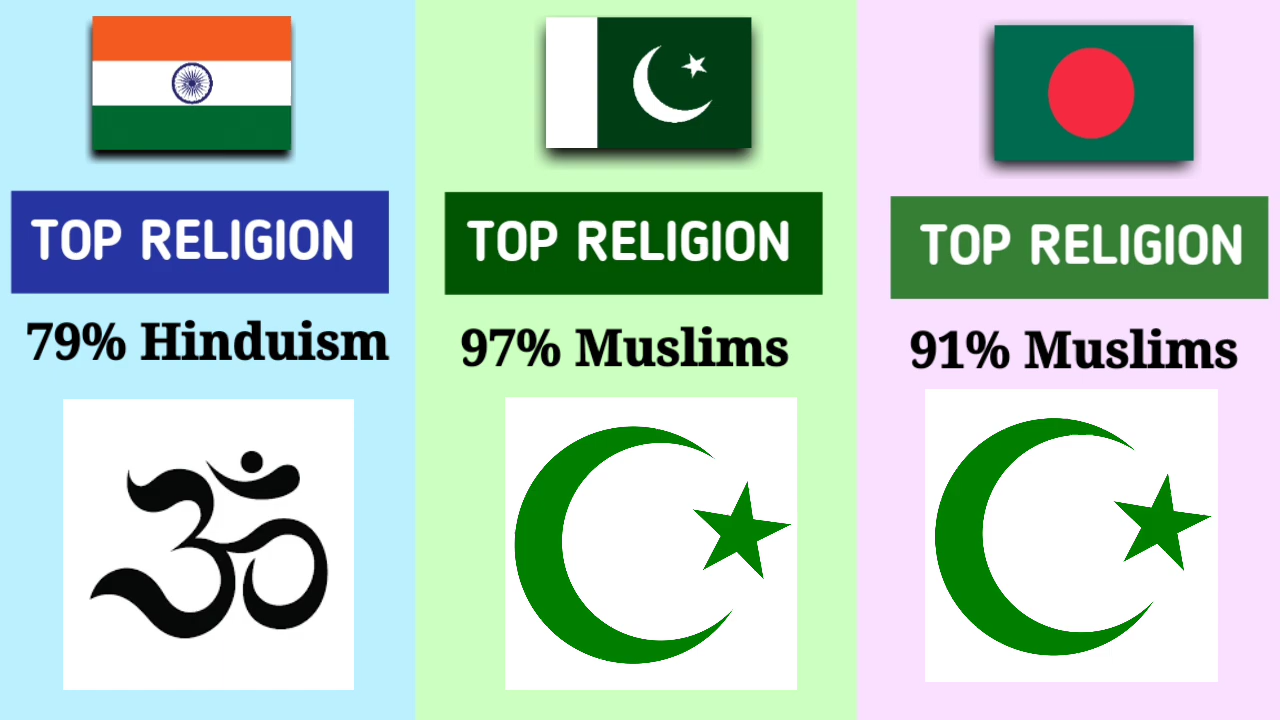 TOP RELIGION
79% Hinduism
ॐ
TOP RELIGION
97% Muslims
TOP RELIGION
91% Muslims